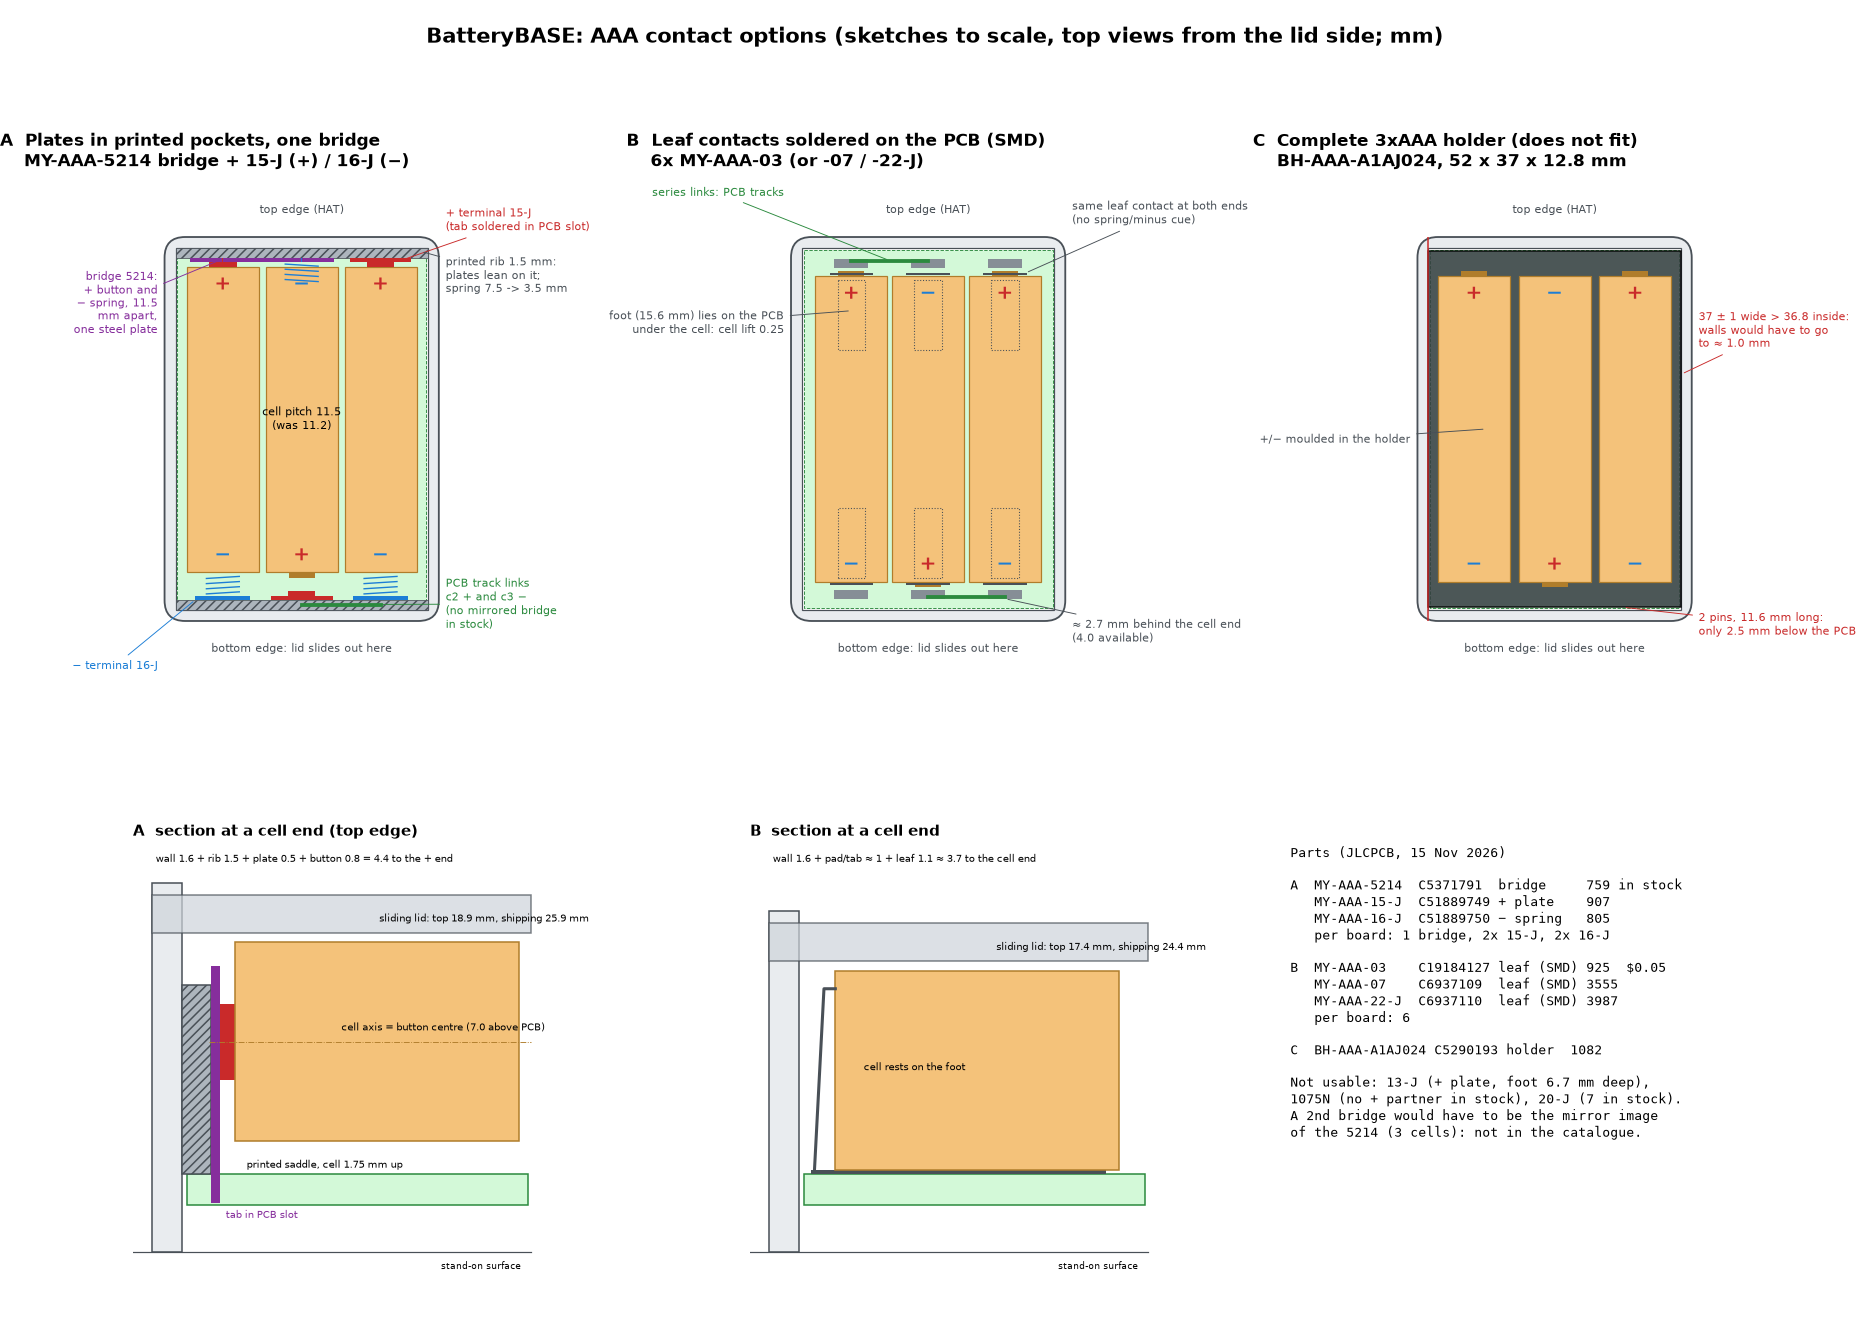 BatteryBASE: AAA contact options (sketches to scale, top views from the lid side; mm)
A Plates in printed pockets, one bridge
MY-AAA-5214 bridge + 15-J (+) / 16-J (−)
top edge (HAT)
+ terminal 15-J
(tab soldered in PCB slot)
printed rib 1.5 mm:
plates lean on it;
spring 7.5 -> 3.5 mm
bridge 5214:
+ button and
− spring, 11.5
mm apart,
one steel plate
+ − +
cell pitch 11.5
(was 11.2)
− + −
PCB track links
c2 + and c3 −
(no mirrored bridge
in stock)
bottom edge: lid slides out here
− terminal 16-J
B Leaf contacts soldered on the PCB (SMD)
6x MY-AAA-03 (or -07 / -22-J)
series links: PCB tracks
top edge (HAT)
same leaf contact at both ends
(no spring/minus cue)
+ − +
foot (15.6 mm) lies on the PCB
under the cell: cell lift 0.25
− + −
≈ 2.7 mm behind the cell end
(4.0 available)
bottom edge: lid slides out here
C Complete 3xAAA holder (does not fit)
BH-AAA-A1AJ024, 52 x 37 x 12.8 mm
top edge (HAT)
+ − +
37 ± 1 wide > 36.8 inside:
walls would have to go
to ≈ 1.0 mm
+/− moulded in the holder
− + −
2 pins, 11.6 mm long:
only 2.5 mm below the PCB
bottom edge: lid slides out here
A section at a cell end (top edge)
wall 1.6 + rib 1.5 + plate 0.5 + button 0.8 = 4.4 to the + end
sliding lid: top 18.9 mm, shipping 25.9 mm
cell axis = button centre (7.0 above PCB)
printed saddle, cell 1.75 mm up
tab in PCB slot
stand-on surface
B section at a cell end
wall 1.6 + pad/tab ≈ 1 + leaf 1.1 ≈ 3.7 to the cell end
sliding lid: top 17.4 mm, shipping 24.4 mm
cell rests on the foot
stand-on surface
Parts (JLCPCB, 15 Nov 2026)
A MY-AAA-5214 C5371791 bridge 759 in stock
MY-AAA-15-J C51889749 + plate 907
MY-AAA-16-J C51889750 − spring 805
per board: 1 bridge, 2x 15-J, 2x 16-J
B MY-AAA-03 C19184127 leaf (SMD) 925 $0.05
MY-AAA-07 C6937109 leaf (SMD) 3555
MY-AAA-22-J C6937110 leaf (SMD) 3987
per board: 6
C BH-AAA-A1AJ024 C5290193 holder 1082
Not usable: 13-J (+ plate, foot 6.7 mm deep),
1075N (no + partner in stock), 20-J (7 in stock).
A 2nd bridge would have to be the mirror image
of the 5214 (3 cells): not in the catalogue.